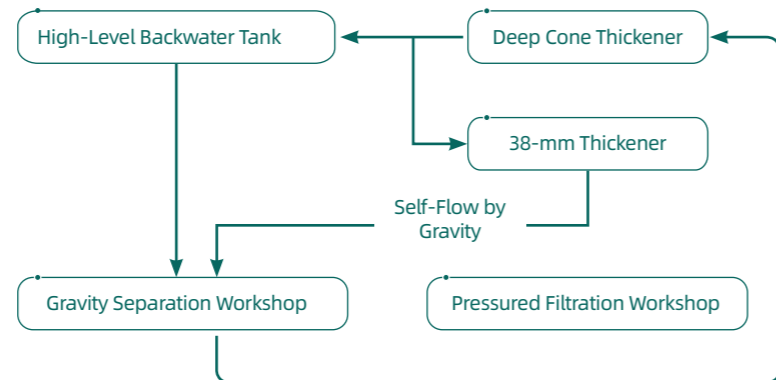 High-Level Backwater Tank
Deep Cone Thickener
38-mm Thickener
Self-Flow by
Gravity
Gravity Separation Workshop
Pressured Filtration Workshop